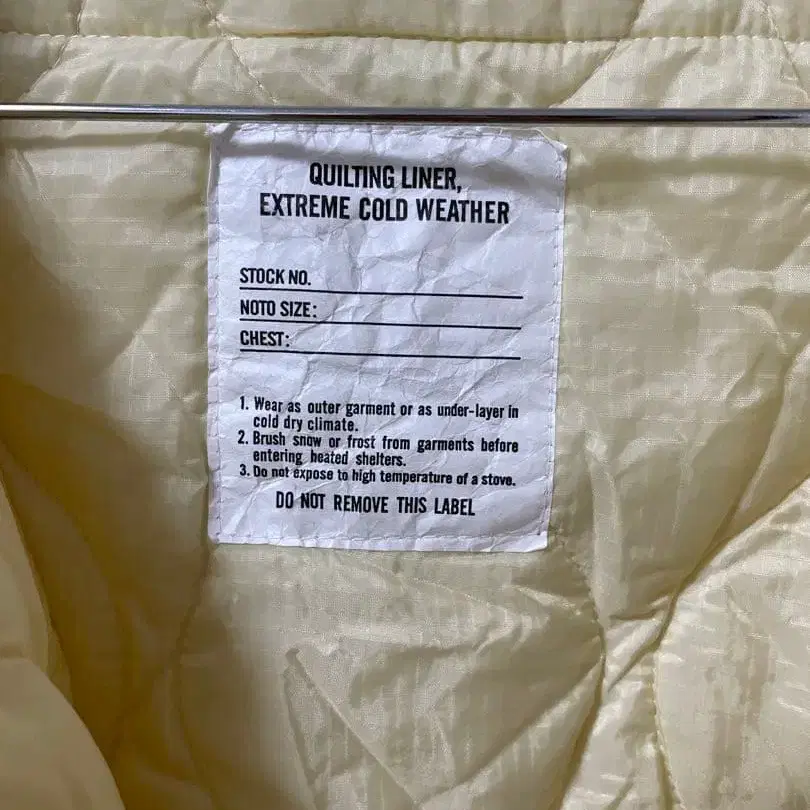 QUILTING LINER,
EXTREME COLD WEATHER
STOCK NO.
NOTO SIZE:
CHEST:
1. Wear as outer garment or as under-layer in
cold dry climate.
2. Brush snow or frost from garments before
entering heated shelters.
3. Do not expose to high temperature of a stove.
DO NOT REMOVE THIS LABEL